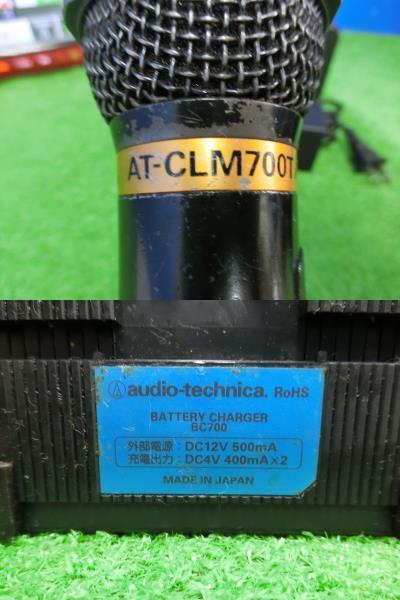 AT-CLM700T
audio-technica. RoHS
BATTERY CHARGER
BC700
外部電源：DC12V 500mA
充電出力：DC4V 400mA×2
MADE IN JAPAN